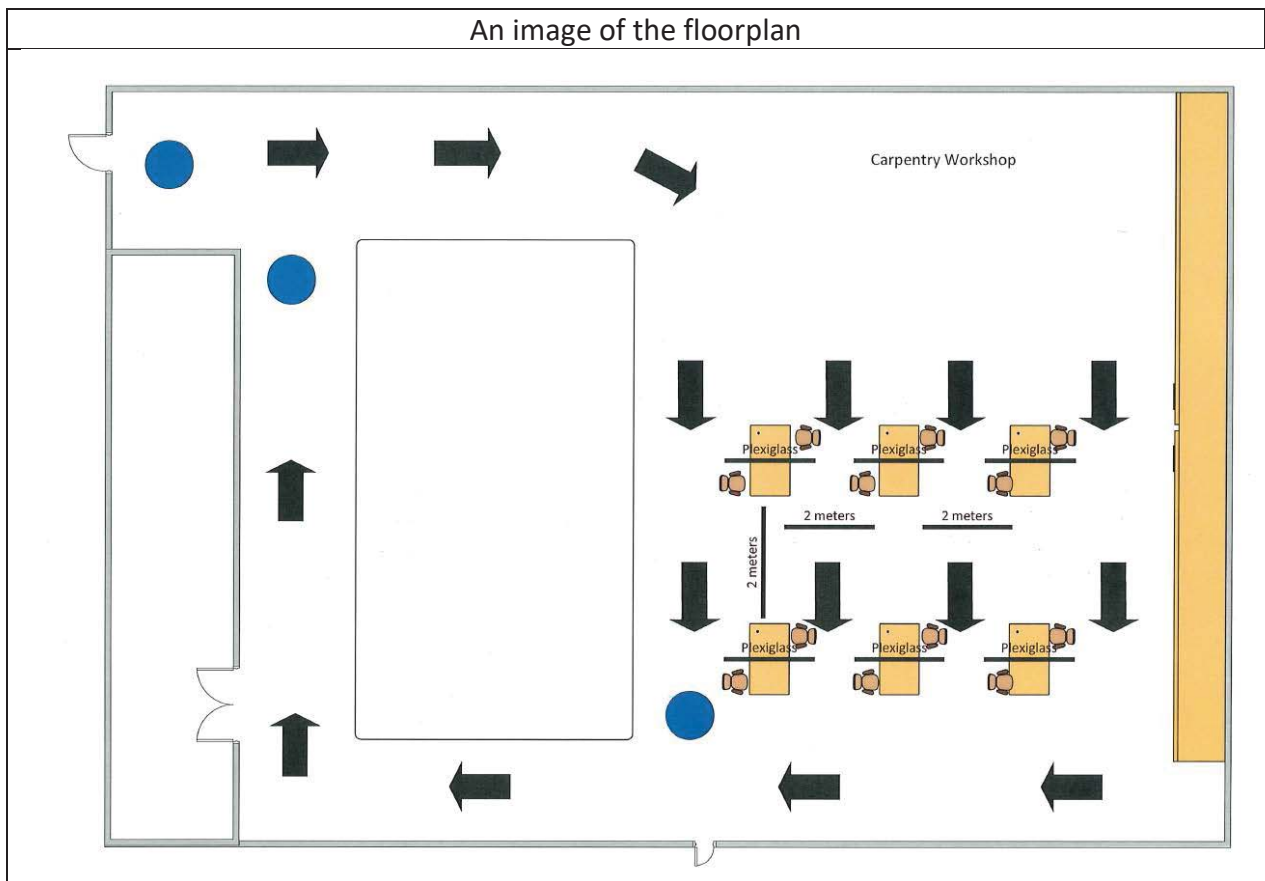 An image of the floorplan
Carpentry Workshop
Plexiglass
Plexiglass
Plexiglass
2 meters
2 meters
2 meters
Plexiglass
Plexiglass
Plexiglass